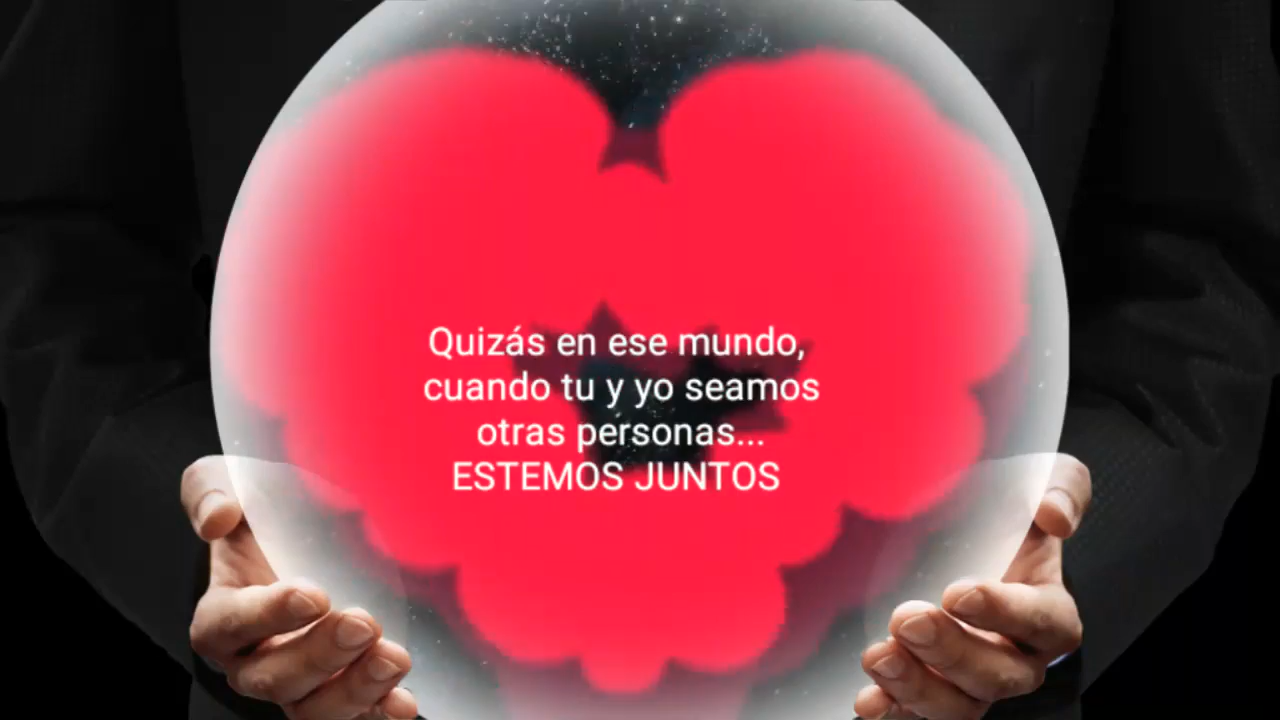 Quizás en ese mundo,
cuando tu y yo seamos
otras personas...
ESTEMOS JUNTOS